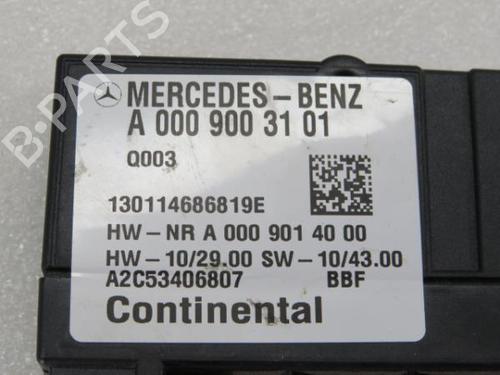 MERCEDES-BENZ
A 000 900 31 01
Q003
130114686819E
HW-NR A 000 901 40 00
HW-10/29.00 SW-10/43.00
A2C53406807 BBF
Continental
B-PARTS